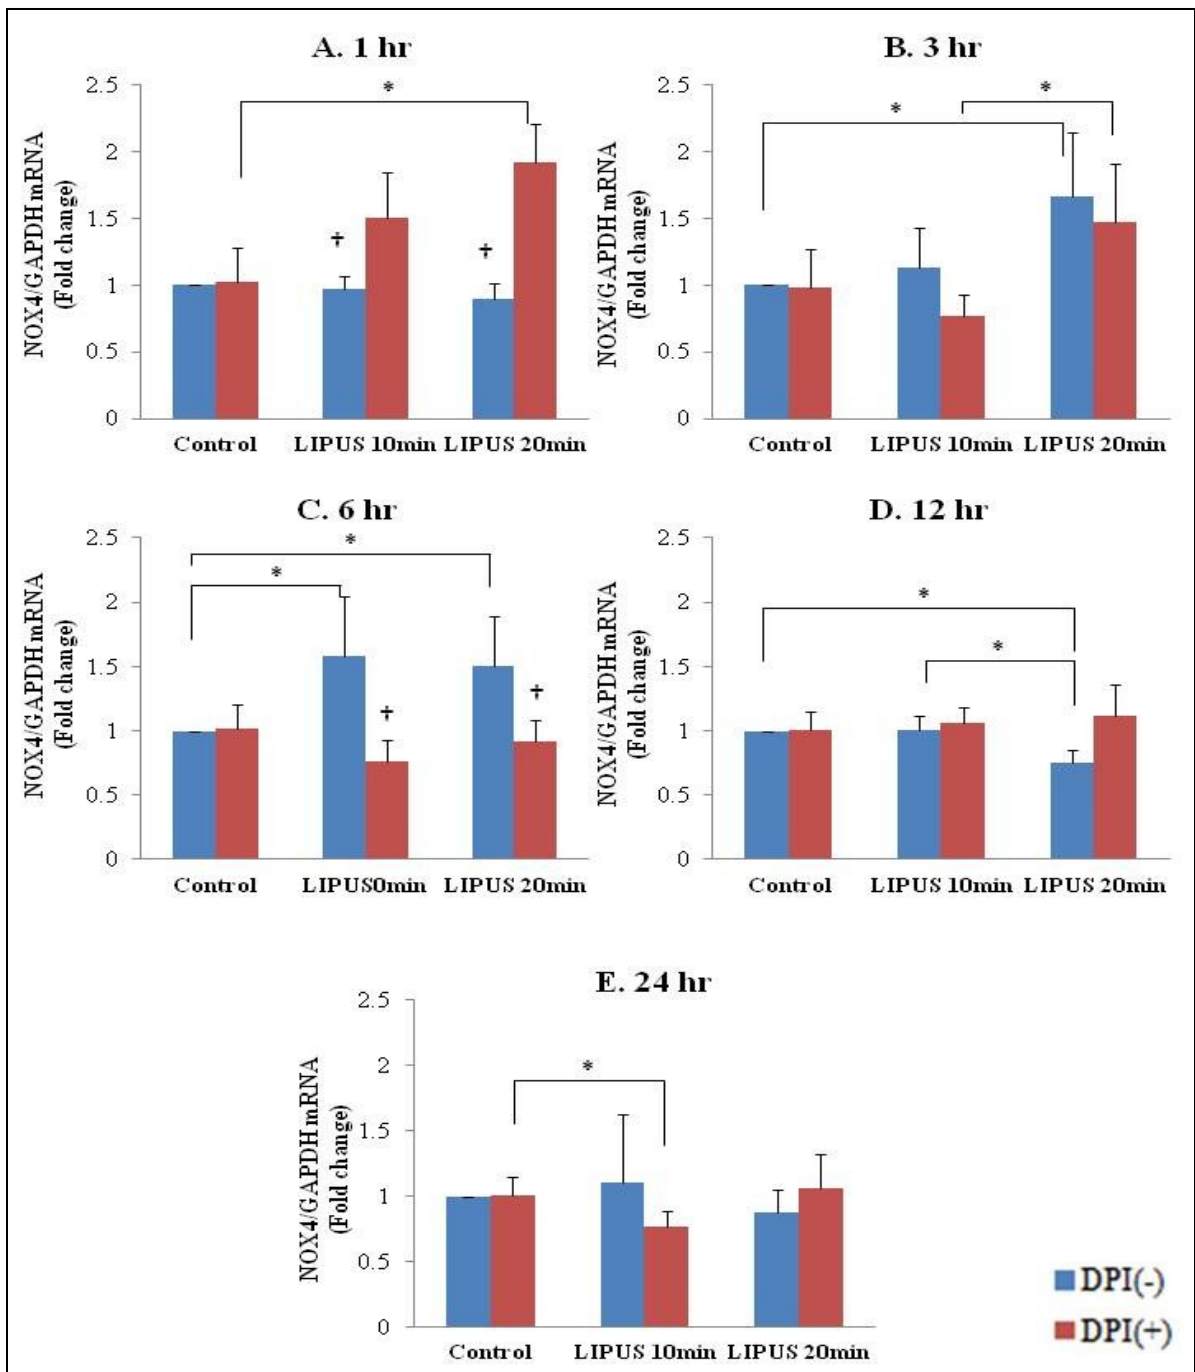 A. 1 hr
NOX4/GAPDH mRNA
(Fold change)
2.5
2
1.5
1
0.5
0
*
†
†
Control LIPUS 10min LIPUS 20min
B. 3 hr
NOX4/GAPDH mRNA
(Fold change)
2.5
2
1.5
1
0.5
0
*
*
Control LIPUS 10min LIPUS 20min
C. 6 hr
NOX4/GAPDH mRNA
(Fold change)
2.5
2
1.5
1
0.5
0
*
*
†
†
Control LIPUS0min LIPUS 20min
D. 12 hr
NOX4/GAPDH mRNA
(Fold change)
2.5
2
1.5
1
0.5
0
*
*
Control LIPUS 10min LIPUS 20min
E. 24 hr
NOX4/GAPDH mRNA
(Fold change)
2.5
2
1.5
1
0.5
0
*
Control LIPUS 10min LIPUS 20min
DPI(-)
DPI(+)